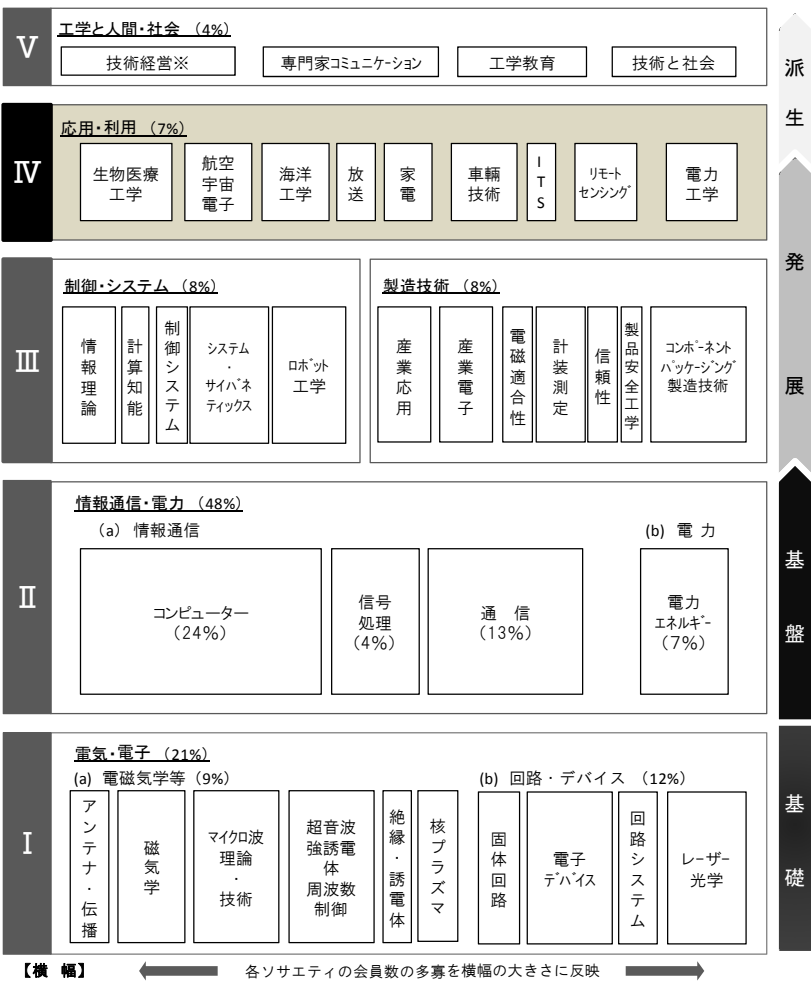 Ⅴ
工学と人間・社会（4%）
技術経営※
専門家コミュニケーション
工学教育
技術と社会
派生
Ⅳ
応用・利用（7%）
生物医療
工学
航空
宇宙
電子
海洋
工学
放送
家電
車輛
技術
ITS
リモート
センシング
電力
工学
Ⅲ
制御・システム（8%）
情報理論
計算知能
制御システム
システム
・
サイバネ
ティックス
ロボット
工学
製造技術（8%）
産業応用
産業電子
電磁適合性
計装測定
信頼性
製品安全工学
コンポーネント
パッケージング
製造技術
発展
Ⅱ
情報通信・電力（48%）
（a）情報通信
コンピューター
（24%）
信号
処理
（4%）
通 信
（13%）
(b) 電 力
電力
エネルギー
（7%）
基盤
Ⅰ
電気・電子（21%）
(a) 電磁気学等（9%）
アンテナ・伝播
磁気学
マイクロ波
理論
・
技術
超音波
強誘電
体
周波数
制御
絶縁・誘電体
核プラズマ
(b) 回路・デバイス（12%）
固体回路
電子
デバイス
回路システム
レーザー
光学
基礎
【横 幅】
各ソサエティの会員数の多寡を横幅の大きさに反映